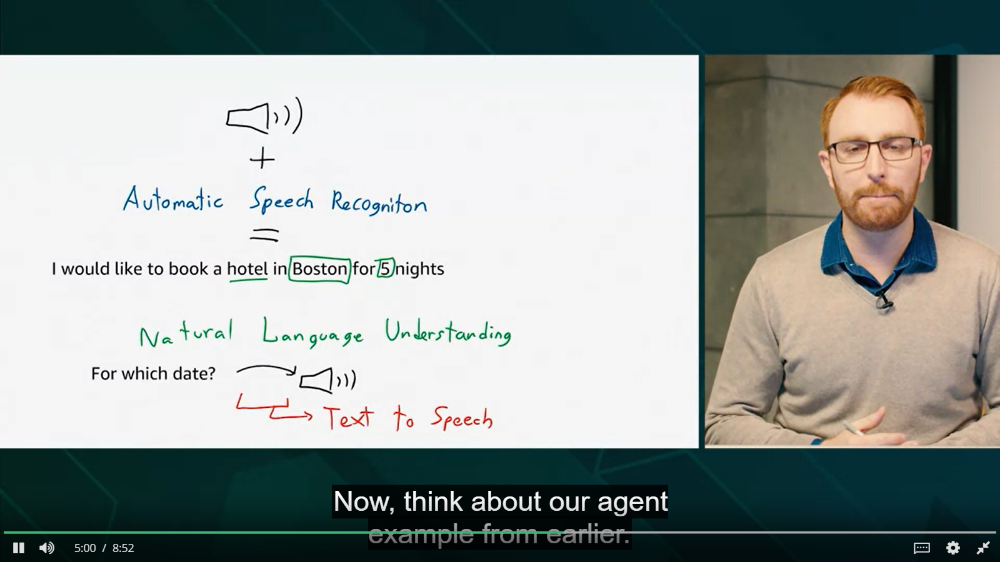 +
Automatic Speech Recogniton
=
I would like to book a hotel in Boston for 5 nights
Natural Language Understanding
For which date?
Text to Speech
Now, think about our agent
example from earlier.
5:00 / 8:52